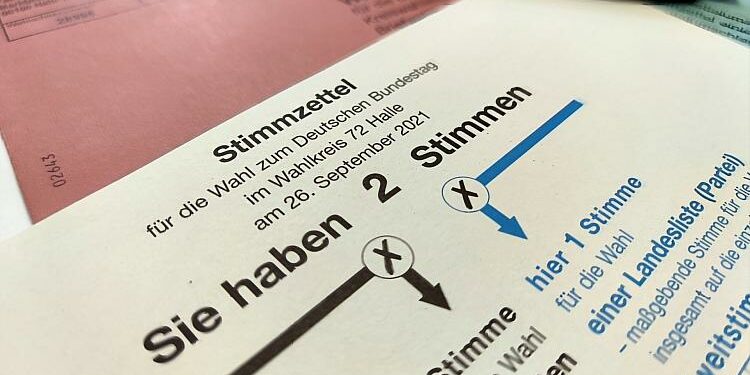 Stimmzettel
für die Wahl zum Deutschen Bundestag
im Wahlkreis 72 Halle
am 26. September 2021
Sie haben 2 Stimmen
X
X
hier 1 Stimme
für die Wahl
einer Landesliste (Partei)
– maßgebende Stimme für die
insgesamt auf die
Stimme
Wahl
02643